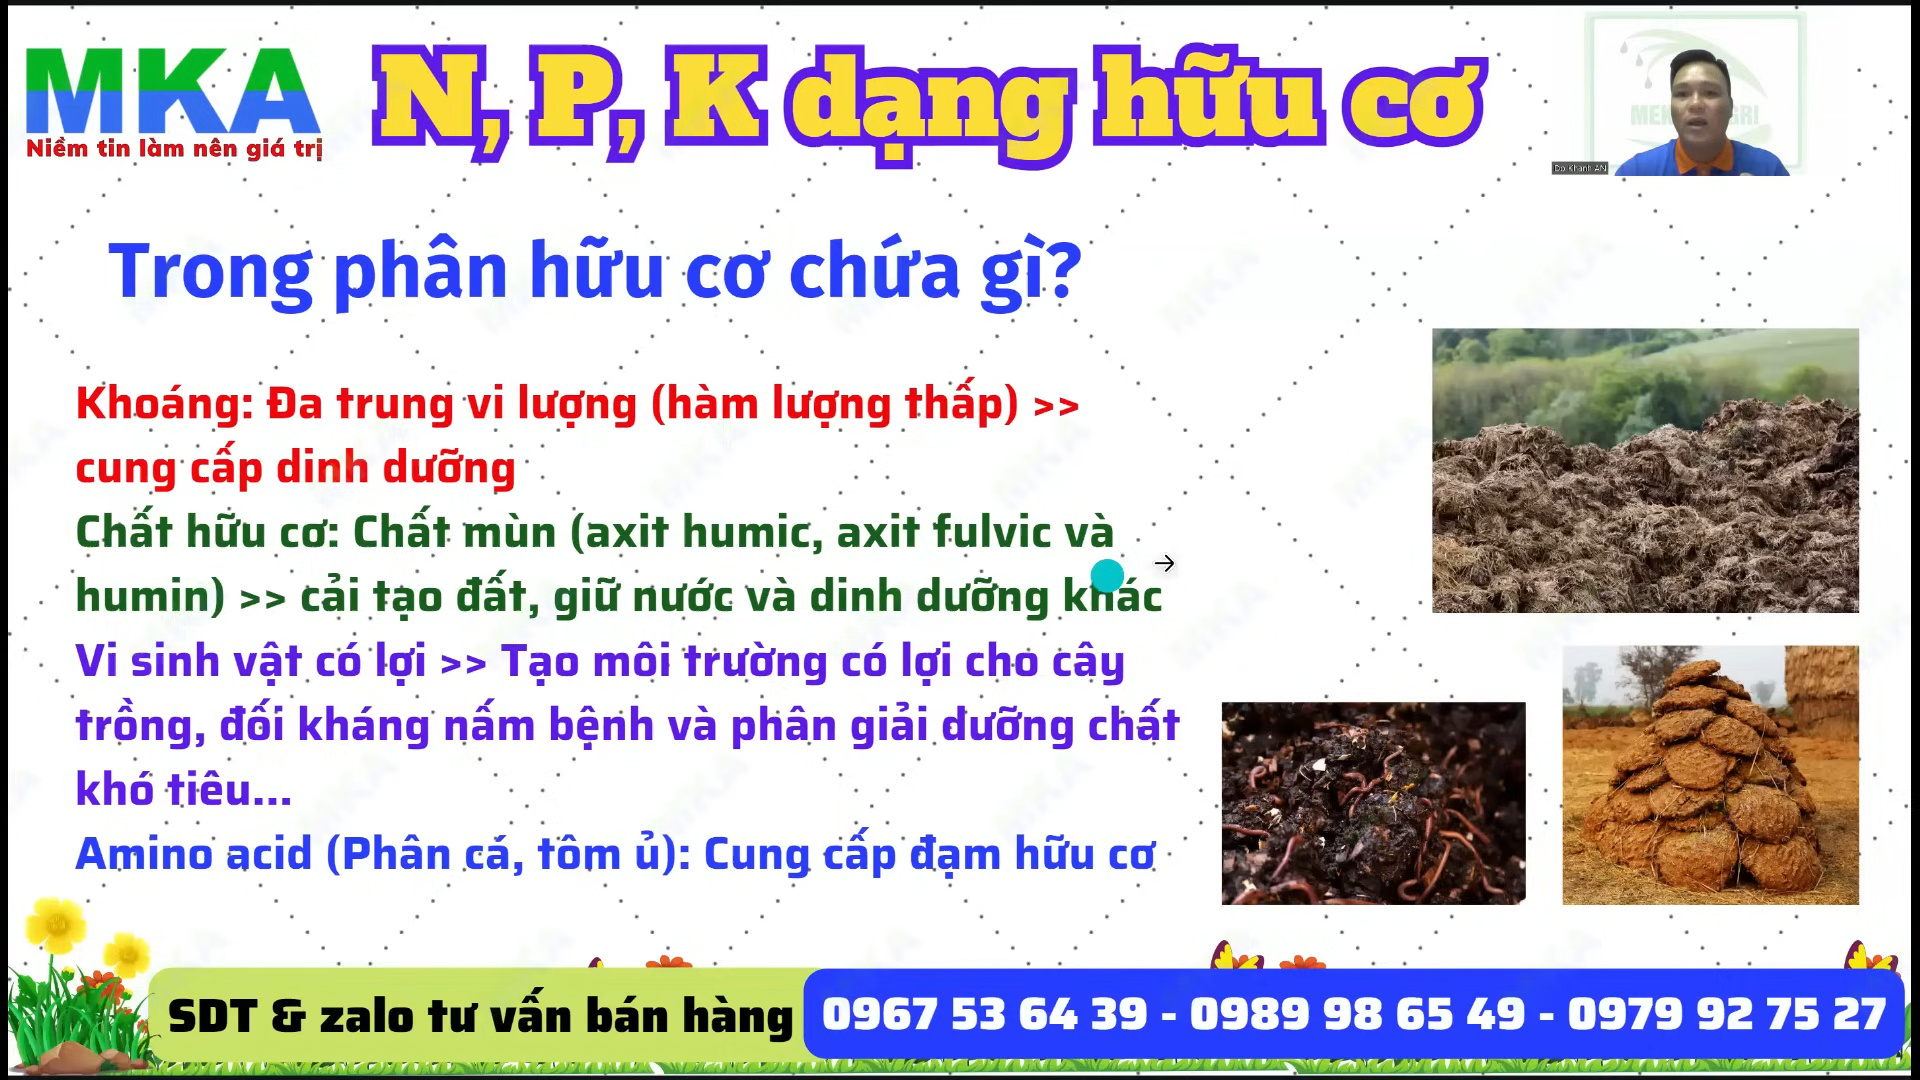 MKA
Niềm tin làm nên giá trị
N, P, K dạng hữu cơ
Do Khanh AN
Trong phân hữu cơ chứa gì?
Khoáng: Đa trung vi lượng (hàm lượng thấp) >>
cung cấp dinh dưỡng
Chất hữu cơ: Chất mùn (axit humic, axit fulvic và
humin) >> cải tạo đất, giữ nước và dinh dưỡng khác
Vi sinh vật có lợi >> Tạo môi trường có lợi cho cây
trồng, đối kháng nấm bệnh và phân giải dưỡng chất
khó tiêu...
Amino acid (Phân cá, tôm ủ): Cung cấp đạm hữu cơ
SDT & zalo tư vấn bán hàng
0967 53 64 39 - 0989 98 65 49 - 0979 92 75 27